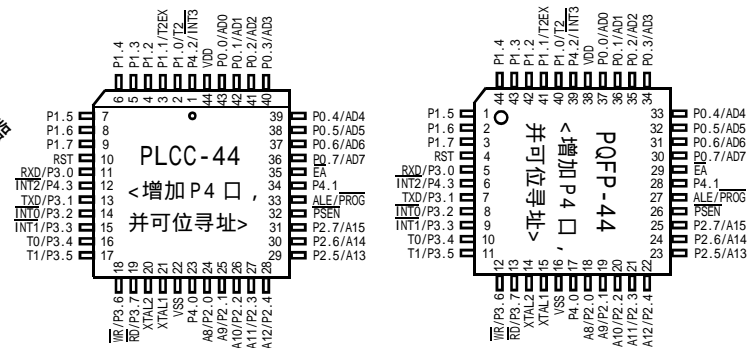 P1.4
P1.3
P1.2
P1.1/T2EX
P1.0/T2
P4.2/INT3
VDD
P0.0/AD0
P0.1/AD1
P0.2/AD2
P0.3/AD3
6 5 4 3 2 1 44 43 42 41 40
P1.5 7
P1.6 8
P1.7 9
RST 10
RXD/P3.0 11
INT2/P4.3 12
TXD/P3.1 13
INT0/P3.2 14
INT1/P3.3 15
T0/P3.4 16
T1/P3.5 17
PLCC-44
<增加P4口,
并可位寻址>
39 P0.4/AD4
38 P0.5/AD5
37 P0.6/AD6
36 P0.7/AD7
35 EA
34 P4.1
33 ALE/PROG
32 PSEN
31 P2.7/A15
30 P2.6/A14
29 P2.5/A13
18 19 20 21 22 23 24 25 26 27 28
WR/P3.6
RD/P3.7
XTAL2
XTAL1
VSS
P4.0
A8/P2.0
A9/P2.1
A10/P2.2
A11/P2.3
A12/P2.4
P1.4
P1.3
P1.2
P1.1/T2EX
P1.0/T2
P4.2/INT3
VDD
P0.0/AD0
P0.1/AD1
P0.2/AD2
P0.3/AD3
44 43 42 41 40 39 38 37 36 35 34
P1.5 1
P1.6 2
P1.7 3
RST 4
RXD/P3.0 5
INT2/P4.3 6
TXD/P3.1 7
INT0/P3.2 8
INT1/P3.3 9
T0/P3.4 10
T1/P3.5 11
PQFP-44
<增加P4口,
并可位寻址>
33 P0.4/AD4
32 P0.5/AD5
31 P0.6/AD6
30 P0.7/AD7
29 EA
28 P4.1
27 ALE/PROG
26 PSEN
25 P2.7/A15
24 P2.6/A14
23 P2.5/A13
12 13 14 15 16 17 18 19 20 21 22
WR/P3.6
RD/P3.7
XTAL2
XTAL1
VSS
P4.0
A8/P2.0
A9/P2.1
A10/P2.2
A11/P2.3
A12/P2.4